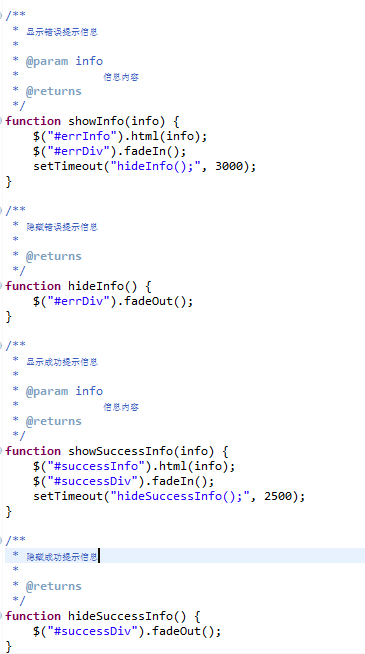 /**
 * 显示错误提示信息
 *
 * @param info
 *            信息内容
 * @returns
 */
function showInfo(info) {
    $("#errInfo").html(info);
    $("#errDiv").fadeIn();
    setTimeout("hideInfo();", 3000);
}
/**
 * 隐藏错误提示信息
 *
 * @returns
 */
function hideInfo() {
    $("#errDiv").fadeOut();
}
/**
 * 显示成功提示信息
 *
 * @param info
 *            信息内容
 * @returns
 */
function showSuccessInfo(info) {
    $("#successInfo").html(info);
    $("#successDiv").fadeIn();
    setTimeout("hideSuccessInfo();", 2500);
}
/**
 * 隐藏成功提示信息
 *
 * @returns
 */
function hideSuccessInfo() {
    $("#successDiv").fadeOut();
}